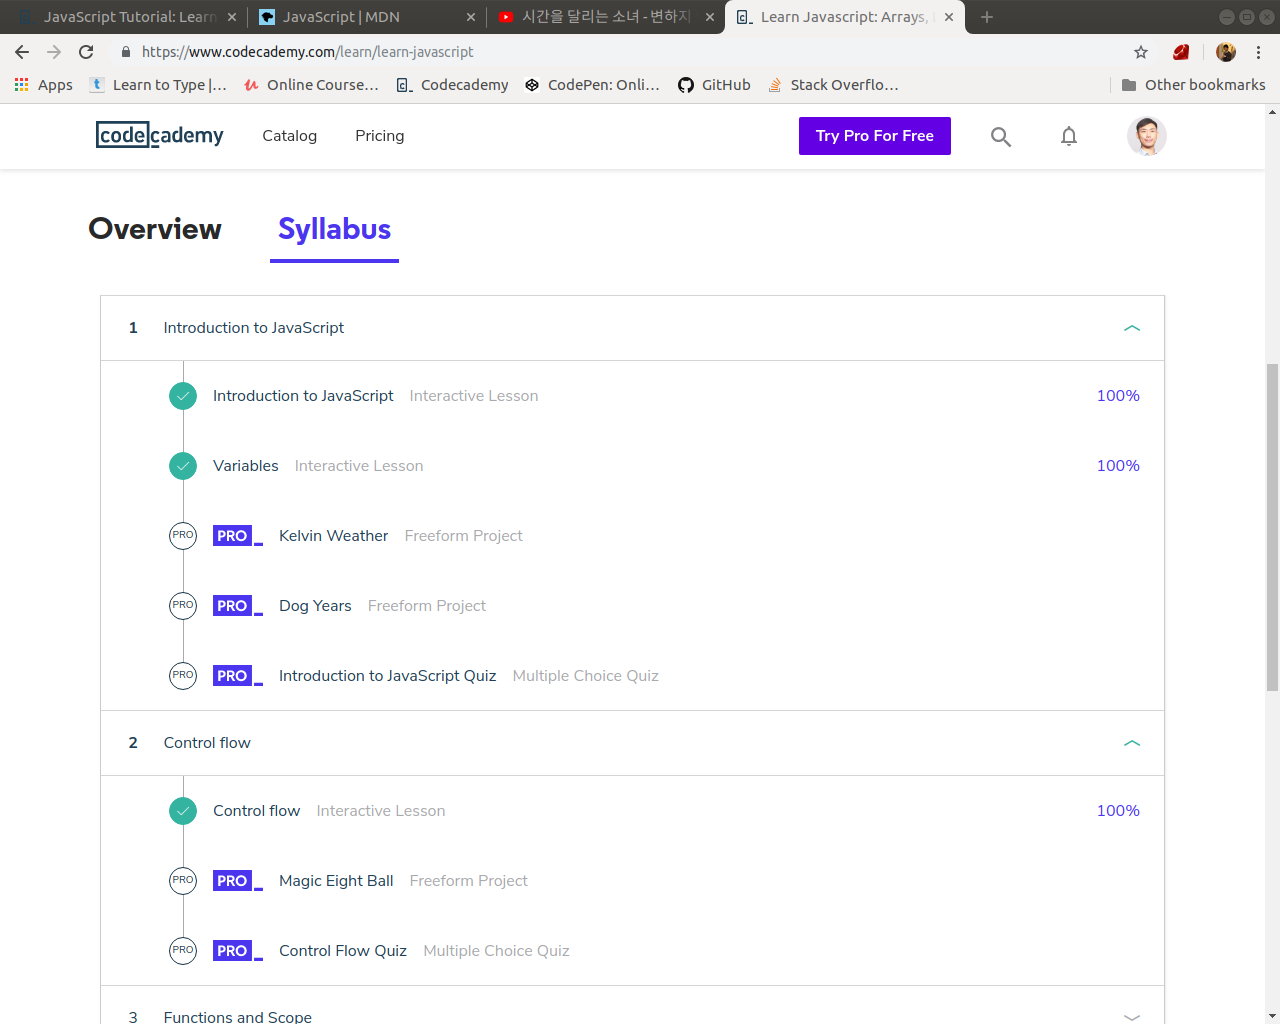 JavaScript Tutorial: Learn
JavaScript | MDN
시간을 달리는 소녀 - 변하지
Learn Javascript: Arrays,
https://www.codecademy.com/learn/learn-javascript
Apps
Learn to Type |...
Online Course...
Codecademy
CodePen: Onli...
GitHub
Stack Overflo...
Other bookmarks
codecademy
Catalog
Pricing
Try Pro For Free
Overview
Syllabus
1 Introduction to JavaScript
Introduction to JavaScript Interactive Lesson 100%
Variables Interactive Lesson 100%
PRO PRO_ Kelvin Weather Freeform Project
PRO PRO_ Dog Years Freeform Project
PRO PRO_ Introduction to JavaScript Quiz Multiple Choice Quiz
2 Control flow
Control flow Interactive Lesson 100%
PRO PRO_ Magic Eight Ball Freeform Project
PRO PRO_ Control Flow Quiz Multiple Choice Quiz
3 Functions and Scope